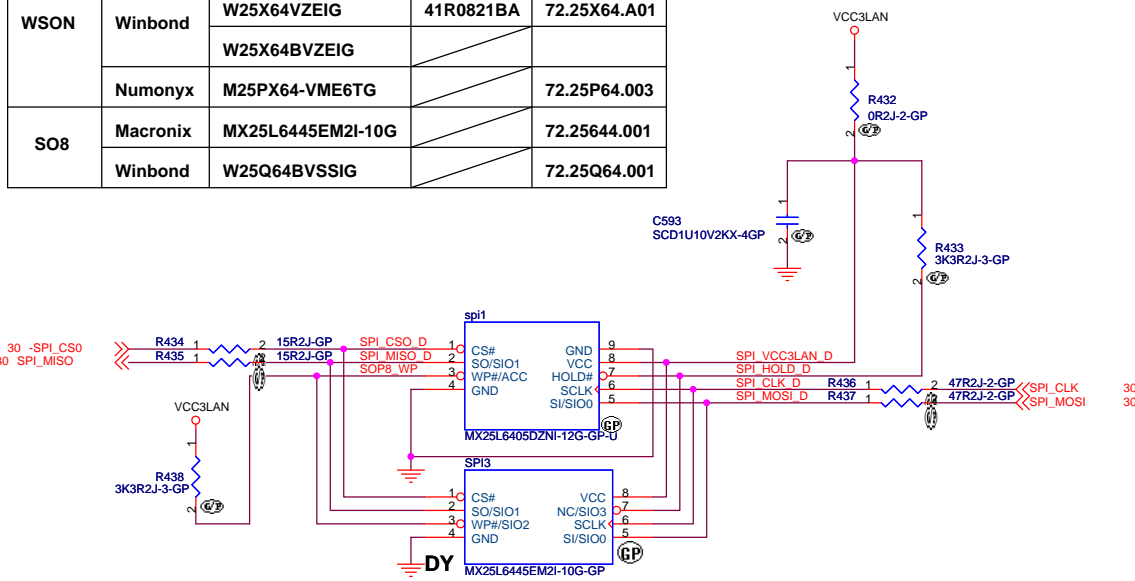 WSON Winbond W25X64VZEIG 41R0821BA 72.25X64.A01
W25X64BVZEIG
Numonyx M25PX64-VME6TG 72.25P64.003
SO8 Macronix MX25L6445EM2I-10G 72.25644.001
Winbond W25Q64BVSSIG 72.25Q64.001
VCC3LAN
1
R432
0R2J-2-GP
2 G/P
C593
SCD1U10V2KX-4GP
1
2 G/P
1
R433
3K3R2J-3-GP
2 G/P
spi1
30 -SPI_CS0 R434 1 2 15R2J-GP SPI_CSO_D 1 CS# GND 9
30 SPI_MISO R435 1 2 15R2J-GP SPI_MISO_D 2 SO/SIO1 VCC 8 SPI_VCC3LAN_D
SOP8_WP 3 WP#/ACC HOLD# 7 SPI_HOLD_D
4 GND SCLK 6 SPI_CLK_D R436 1 2 47R2J-2-GP SPI_CLK 30
SI/SIO0 5 SPI_MOSI_D R437 1 2 47R2J-2-GP SPI_MOSI 30
GP
MX25L6405DZNI-12G-GP-U
VCC3LAN
1
R438
3K3R2J-3-GP
2 G/P
SPI3
1 CS# VCC 8
2 SO/SIO1 NC/SIO3 7
3 WP#/SIO2 SCLK 6
4 GND SI/SIO0 5
DY
GP
MX25L6445EM2I-10G-GP